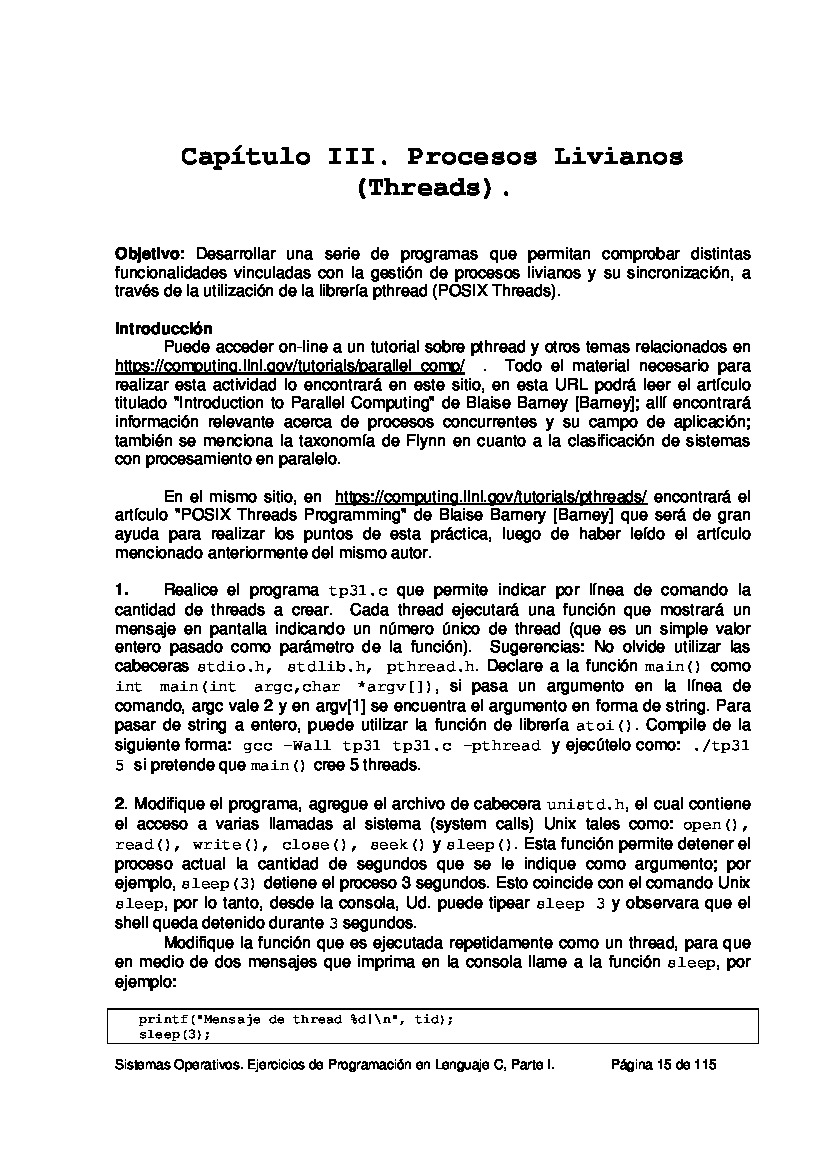 Capítulo III. Procesos Livianos
(Threads).
Objetivo: Desarrollar una serie de programas que permitan comprobar distintas
funcionalidades vinculadas con la gestión de procesos livianos y su sincronización, a
través de la utilización de la librería pthread (POSIX Threads).
Introducción
Puede acceder on-line a un tutorial sobre pthread y otros temas relacionados en
https://computing.llnl.gov/tutorials/parallel_comp/ . Todo el material necesario para
realizar esta actividad lo encontrará en este sitio, en esta URL podrá leer el artículo
titulado "Introduction to Parallel Computing" de Blaise Barney [Barney]; allí encontrará
información relevante acerca de procesos concurrentes y su campo de aplicación;
también se menciona la taxonomía de Flynn en cuanto a la clasificación de sistemas
con procesamiento en paralelo.
En el mismo sitio, en https://computing.llnl.gov/tutorials/pthreads/ encontrará el
artículo "POSIX Threads Programming" de Blaise Barnery [Barney] que será de gran
ayuda para realizar los puntos de esta práctica, luego de haber leído el artículo
mencionado anteriormente del mismo autor.
1. Realice el programa tp31.c que permite indicar por línea de comando la
cantidad de threads a crear. Cada thread ejecutará una función que mostrará un
mensaje en pantalla indicando un número único de thread (que es un simple valor
entero pasado como parámetro de la función). Sugerencias: No olvide utilizar las
cabeceras stdio.h, stdlib.h, pthread.h. Declare a la función main() como
int main(int argc,char *argv[]), si pasa un argumento en la línea de
comando, argc vale 2 y en argv[1] se encuentra el argumento en forma de string. Para
pasar de string a entero, puede utilizar la función de librería atoi(). Compile de la
siguiente forma: gcc –Wall tp31 tp31.c –pthread y ejecútelo como: ./tp31
5 si pretende que main() cree 5 threads.
2. Modifique el programa, agregue el archivo de cabecera unistd.h, el cual contiene
el acceso a varias llamadas al sistema (system calls) Unix tales como: open(),
read(), write(), close(), seek() y sleep(). Esta función permite detener el
proceso actual la cantidad de segundos que se le indique como argumento; por
ejemplo, sleep(3) detiene el proceso 3 segundos. Esto coincide con el comando Unix
sleep, por lo tanto, desde la consola, Ud. puede tipear sleep 3 y observara que el
shell queda detenido durante 3 segundos.
Modifique la función que es ejecutada repetidamente como un thread, para que
en medio de dos mensajes que imprima en la consola llame a la función sleep, por
ejemplo:
printf("Mensaje de thread %d|\n", tid);
sleep(3);
Sistemas Operativos. Ejercicios de Programación en Lenguaje C, Parte I. Página 15 de 115